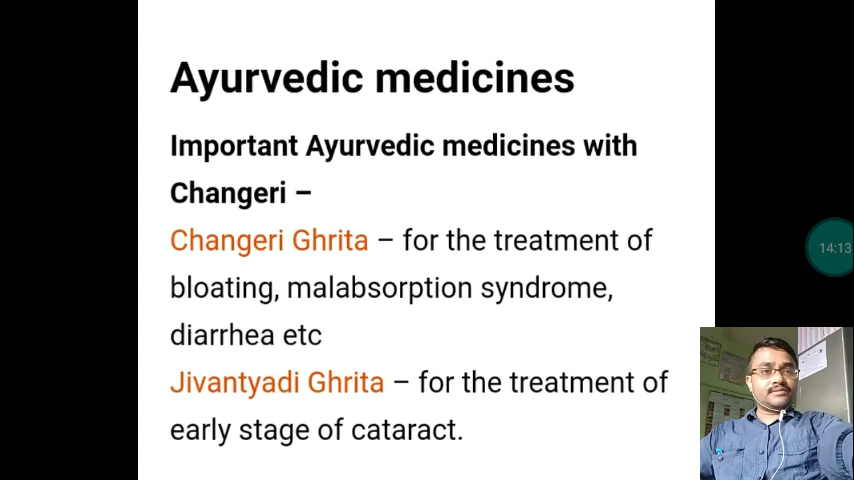 Ayurvedic medicines
Important Ayurvedic medicines with
Changeri –
Changeri Ghrita – for the treatment of
bloating, malabsorption syndrome,
diarrhea etc
Jivantyadi Ghrita – for the treatment of
early stage of cataract.
14:13